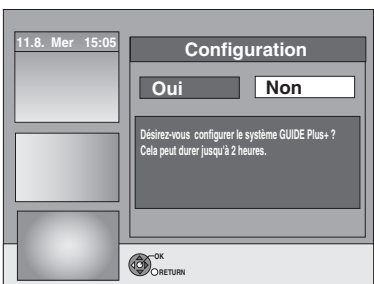 11.8. Mer 15:05
Configuration
Oui Non
Désirez-vous configurer le système GUIDE Plus+ ?
Cela peut durer jusqu'à 2 heures.
OK
RETURN